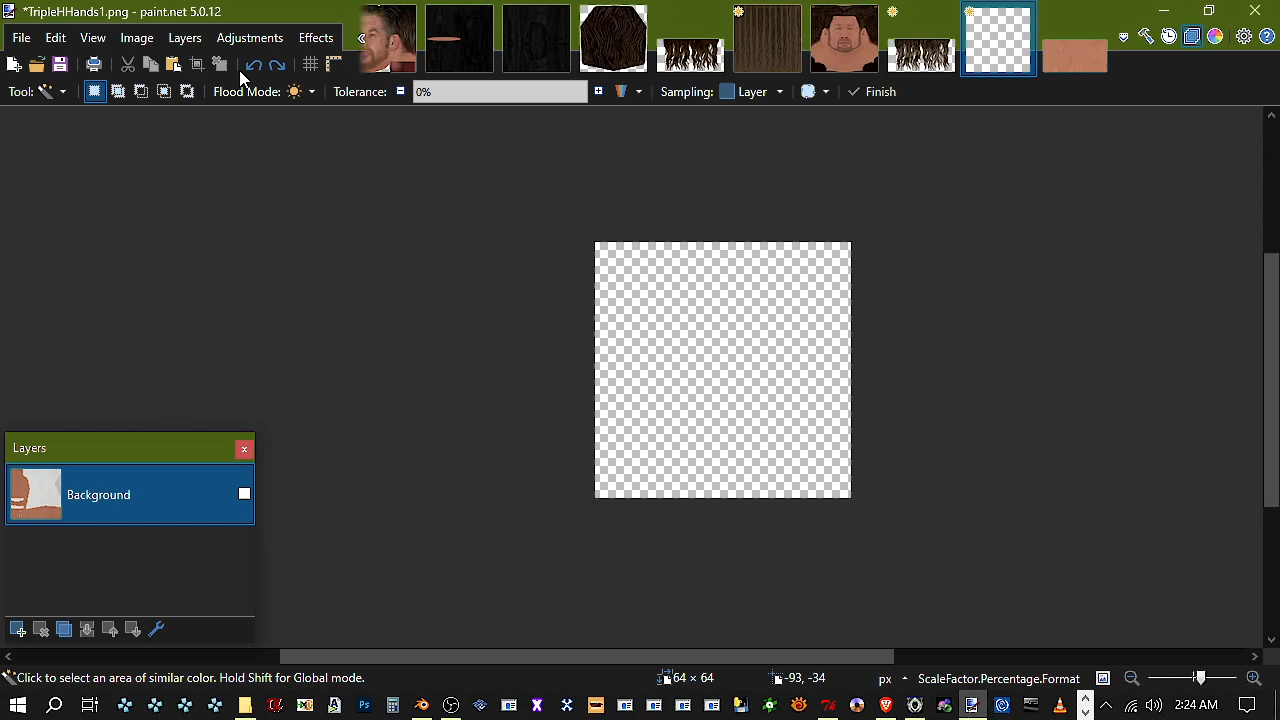 *TripleHHands1.png - Paint.net 5.0.12
File Edit View Layers Adjustments Effects
Tool: Flood Mode: Tolerance: 0% Sampling: Layer Finish
Layers
Background
Click to select an area of similar color. Hold Shift for Global mode. 64 × 64 -93, -34 px ScaleFactor.Percentage.Format
2:24 AM